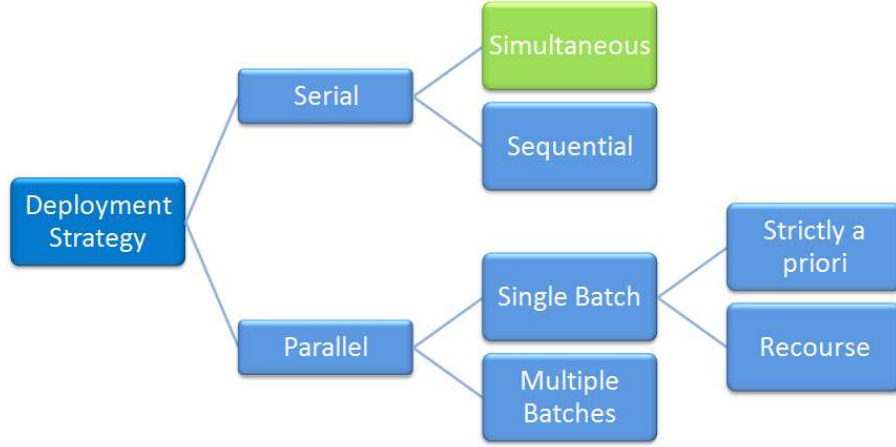 Simultaneous
Serial
Sequential
Deployment
Strategy
Strictly a
priori
Single Batch
Parallel
Recourse
Multiple
Batches